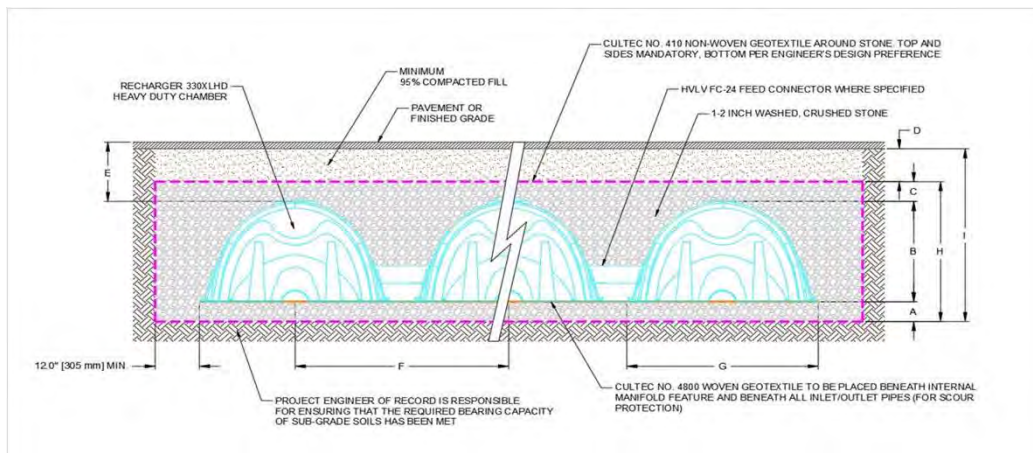 CULTEC NO. 410 NON-WOVEN GEOTEXTILE AROUND STONE. TOP AND
SIDES MANDATORY, BOTTOM PER ENGINEER'S DESIGN PREFERENCE
MINIMUM
95% COMPACTED FILL
RECHARGER 330XLHD
HEAVY DUTY CHAMBER
HVLV FC-24 FEED CONNECTOR WHERE SPECIFIED
PAVEMENT OR
FINISHED GRADE
1-2 INCH WASHED, CRUSHED STONE
D
E
C
B
H
I
A
12.0" [305 mm] MIN.
F
G
CULTEC NO. 4800 WOVEN GEOTEXTILE TO BE PLACED BENEATH INTERNAL
MANIFOLD FEATURE AND BENEATH ALL INLET/OUTLET PIPES (FOR SCOUR
PROTECTION)
PROJECT ENGINEER OF RECORD IS RESPONSIBLE
FOR ENSURING THAT THE REQUIRED BEARING CAPACITY
OF SUB-GRADE SOILS HAS BEEN MET